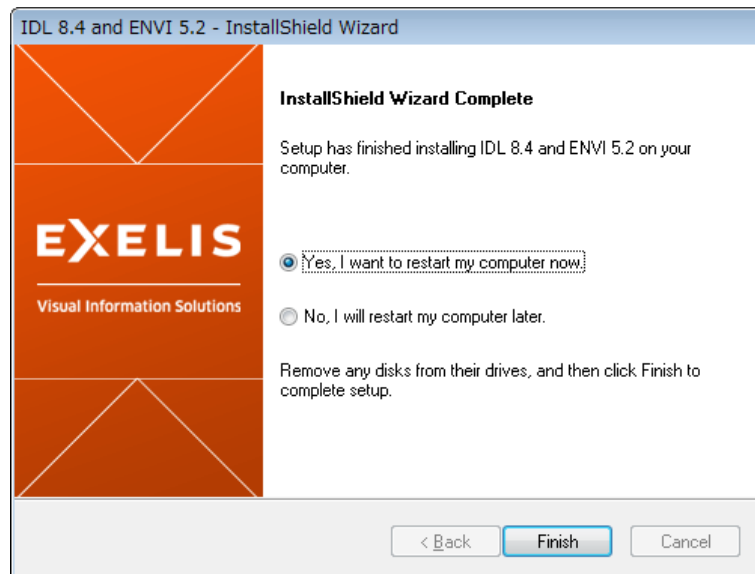 IDL 8.4 and ENVI 5.2 - InstallShield Wizard
InstallShield Wizard Complete
Setup has finished installing IDL 8.4 and ENVI 5.2 on your
computer.
EXELIS
Visual Information Solutions
Yes, I want to restart my computer now.
No, I will restart my computer later.
Remove any disks from their drives, and then click Finish to
complete setup.
< Back
Finish
Cancel